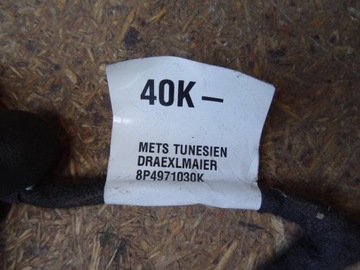 40K —
METS TUNESIEN
DRAEXLMAIER
8P4971030K